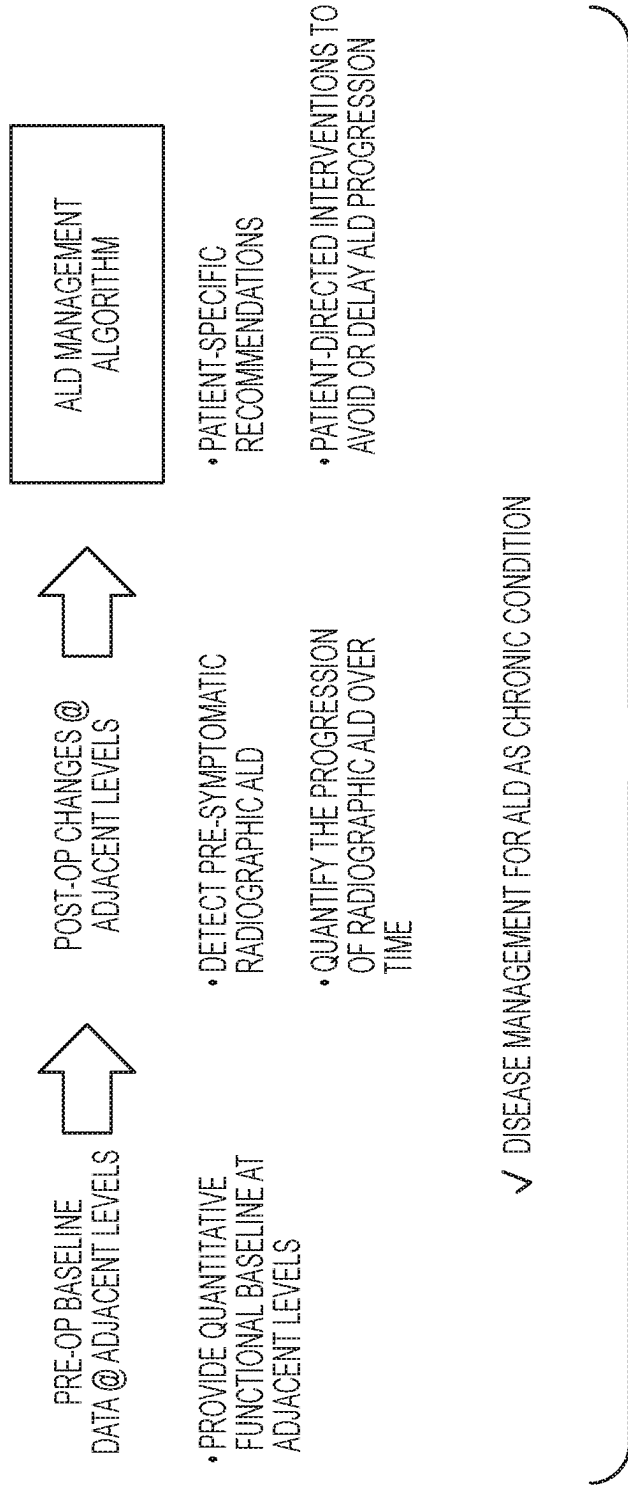 PRE-OP BASELINE
DATA @ ADJACENT LEVELS
• PROVIDE QUANTITATIVE
FUNCTIONAL BASELINE AT
ADJACENT LEVELS
POST-OP CHANGES @
ADJACENT LEVELS
• DETECT PRE-SYMPTOMATIC
RADIOGRAPHIC ALD
• QUANTIFY THE PROGRESSION
OF RADIOGRAPHIC ALD OVER
TIME
ALD MANAGEMENT
ALGORITHM
• PATIENT-SPECIFIC
RECOMMENDATIONS
• PATIENT-DIRECTED INTERVENTIONS TO
AVOID OR DELAY ALD PROGRESSION
✓ DISEASE MANAGEMENT FOR ALD AS CHRONIC CONDITION